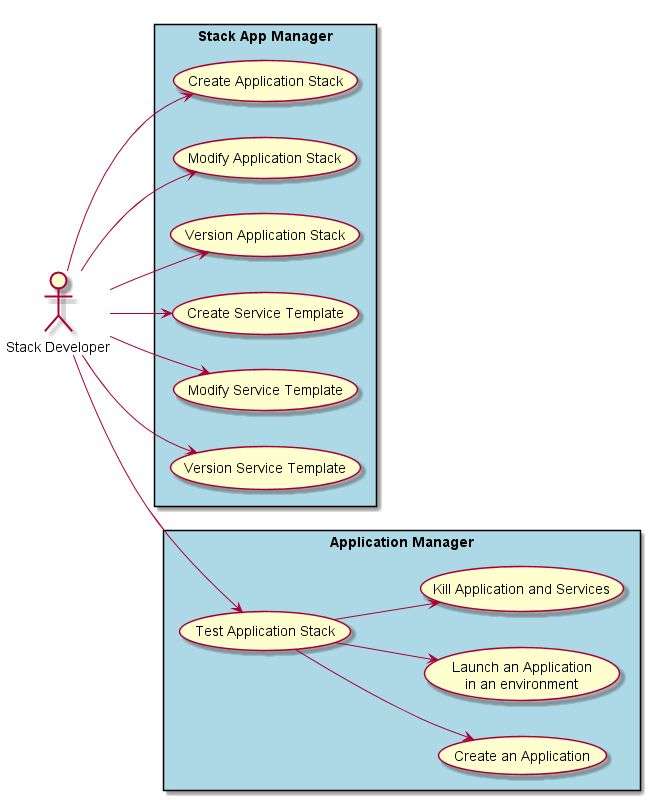 Stack App Manager
Create Application Stack
Modify Application Stack
Version Application Stack
Create Service Template
Stack Developer
Modify Service Template
Version Service Template
Application Manager
Kill Application and Services
Test Application Stack
Launch an Application
in an environment
Create an Application